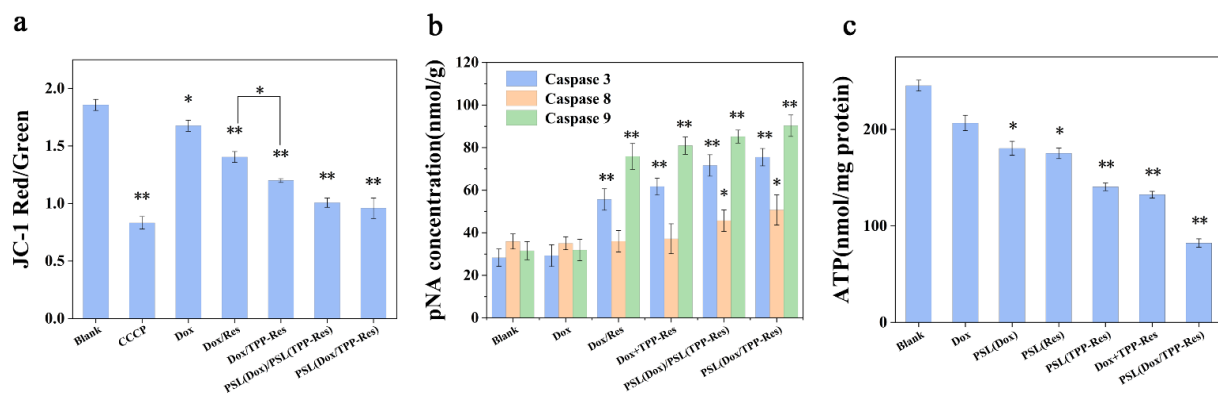 a
JC-1 Red/Green
2.0
1.5
1.0
0.5
0.0
*
*
**
**
**
**
**
Blank
CCCP
Dox
Dox/Res
Dox/TPP-Res
PSL(Dox)/PSL(TPP-Res)
PSL(Dox/TPP-Res)
b
pNA concentration(nmol/g)
120
100
80
60
40
20
0
Caspase 3
Caspase 8
Caspase 9
**
**
**
**
**
*
**
**
*
**
Blank
Dox
Dox/Res
Dox+TPP-Res
PSL(Dox)/PSL(TPP-Res)
PSL(Dox/TPP-Res)
c
ATP(nmol/mg protein)
200
100
0
*
*
**
**
**
Blank
Dox
PSL(Dox)
PSL(Res)
PSL(TPP-Res)
Dox+TPP-Res
PSL(Dox/TPP-Res)